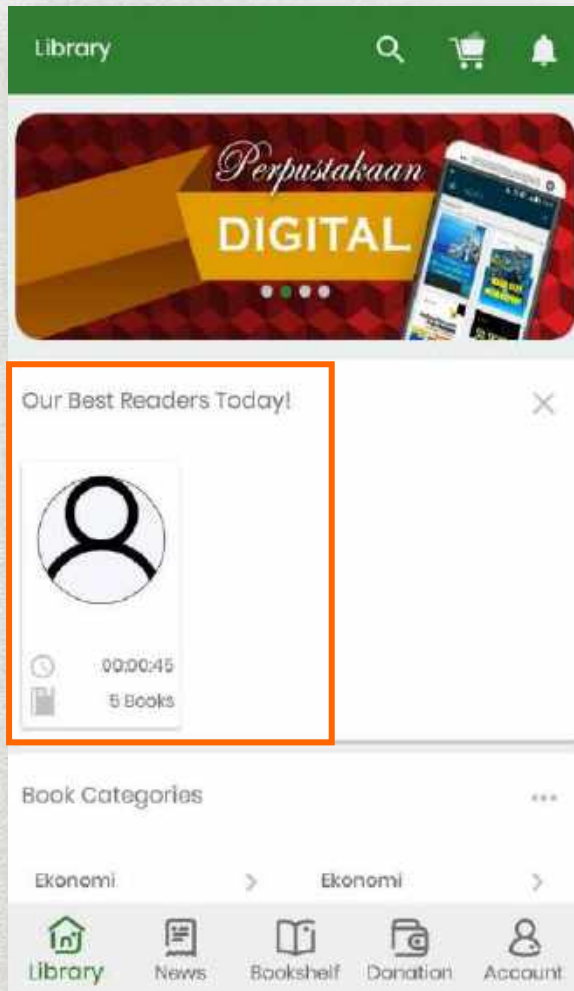 Library
Perpustakaan
DIGITAL
Our Best Readers Today!
00:00:45
5 Books
Book Categories
Ekonomi
Ekonomi
Library
News
Bookshelf
Donation
Account